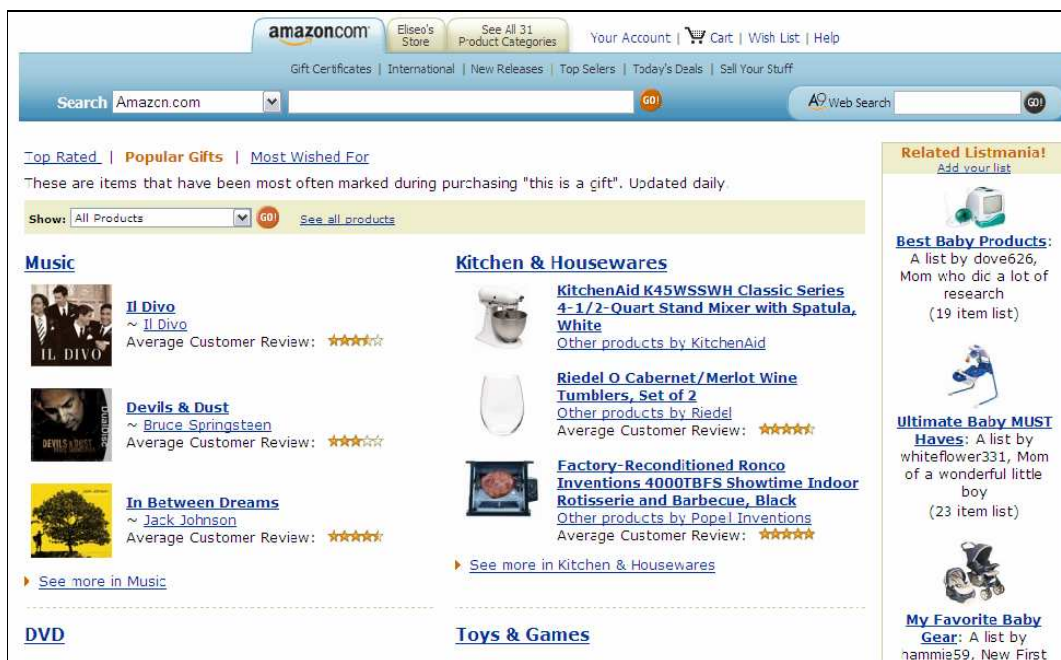 amazon.com
Eliseo's
Store
See All 31
Product Categories
Your Account | Cart | Wish List | Help
Gift Certificates | International | New Releases | Top Sellers | Today's Deals | Sell Your Stuff
Search Amazon.com GO!
A9 Web Search GO!
Top Rated | Popular Gifts | Most Wished For
These are items that have been most often marked during purchasing "this is a gift". Updated daily.
Show: All Products GO! See all products
Music
IL DIVO
Il Divo
~ Il Divo
Average Customer Review:
DEVILS & DUST
DualDisc
Devils & Dust
~ Bruce Springsteen
Average Customer Review:
In Between Dreams
~ Jack Johnson
Average Customer Review:
See more in Music
Kitchen & Housewares
KitchenAid K45WSSWH Classic Series
4-1/2-Quart Stand Mixer with Spatula,
White
Other products by KitchenAid
Riedel O Cabernet/Merlot Wine
Tumblers, Set of 2
Other products by Riedel
Average Customer Review:
Factory-Reconditioned Ronco
Inventions 4000TBFS Showtime Indoor
Rotisserie and Barbecue, Black
Other products by Popeil Inventions
Average Customer Review:
See more in Kitchen & Housewares
DVD
Toys & Games
Related Listmania!
Add your list
Best Baby Products:
A list by dove626,
Mom who did a lot of
research
(19 item list)
Ultimate Baby MUST
Haves: A list by
whiteflower331, Mom
of a wonderful little
boy
(23 item list)
My Favorite Baby
Gear: A list by
hammie59, New First